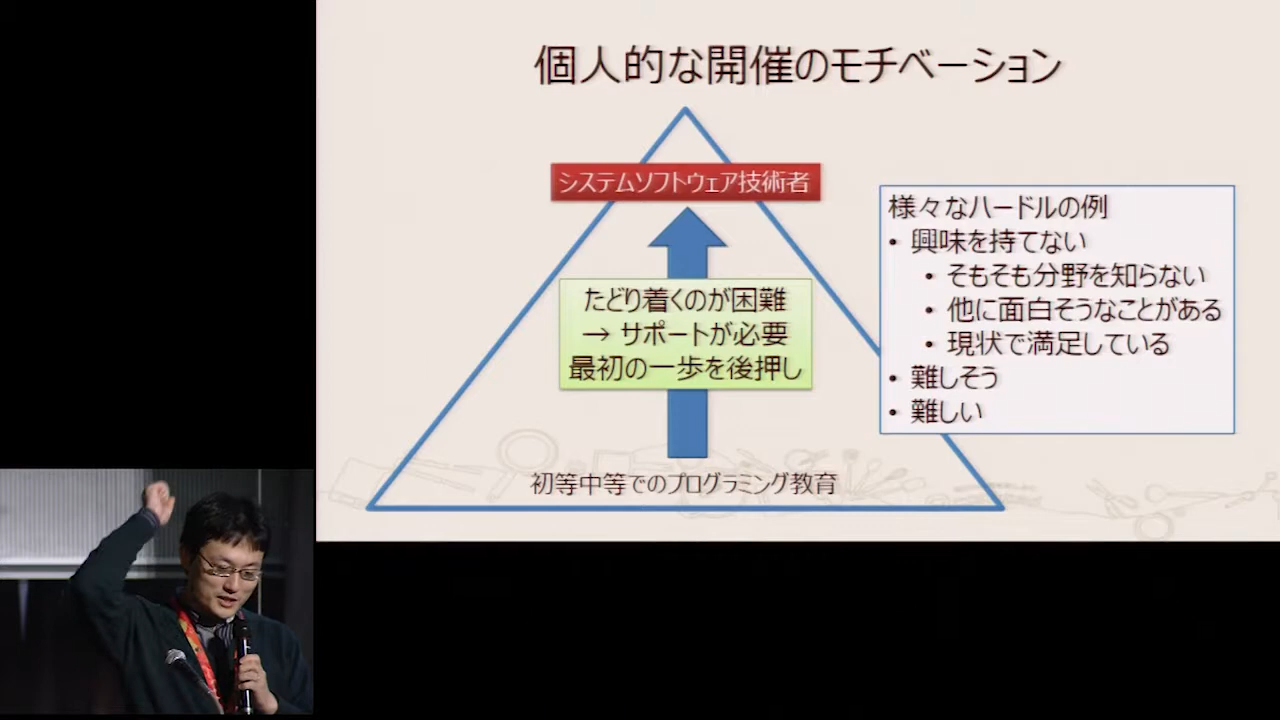 個人的な開催のモチベーション
システムソフトウェア技術者
たどり着くのが困難
→ サポートが必要
最初の一歩を後押し
初等中等でのプログラミング教育
様々なハードルの例
• 興味を持てない
• そもそも分野を知らない
• 他に面白そうなことがある
• 現状で満足している
• 難しそう
• 難しい